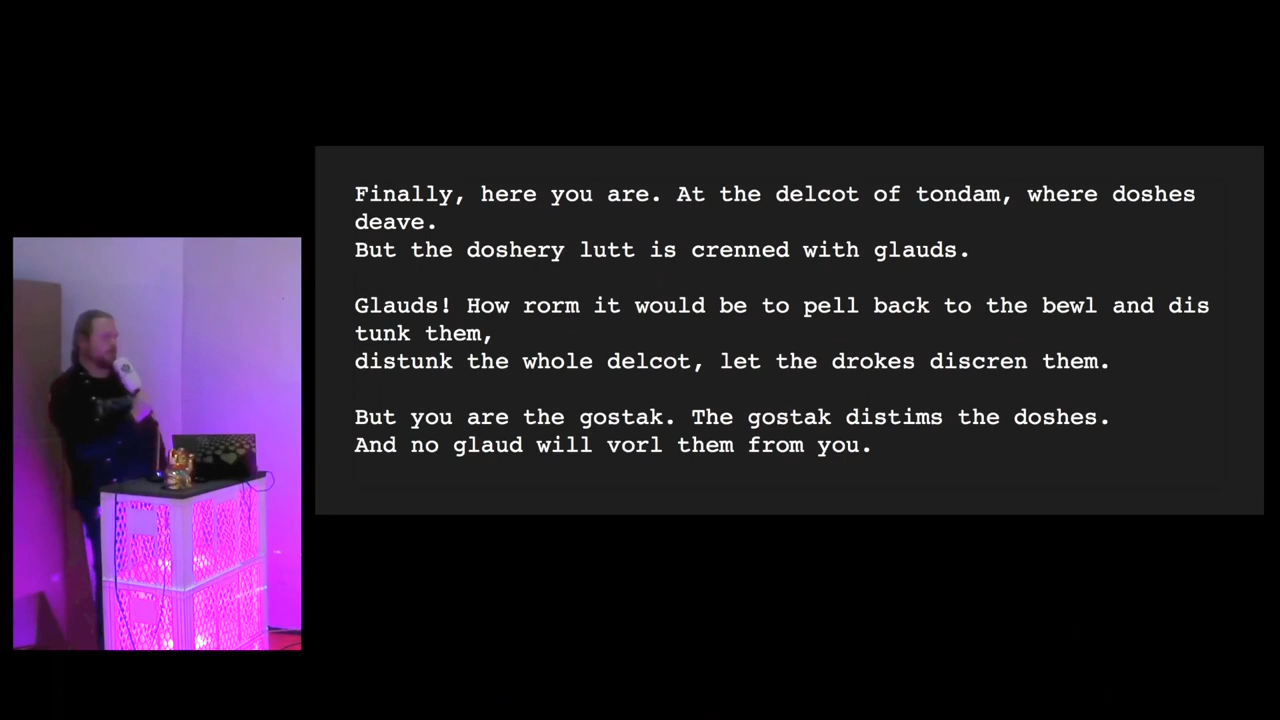 Finally, here you are. At the delcot of tondam, where doshes
deave.
But the doshery lutt is crenned with glauds.
Glauds! How rorm it would be to pell back to the bewl and dis
tunk them,
distunk the whole delcot, let the drokes discren them.
But you are the gostak. The gostak distims the doshes.
And no glaud will vorl them from you.